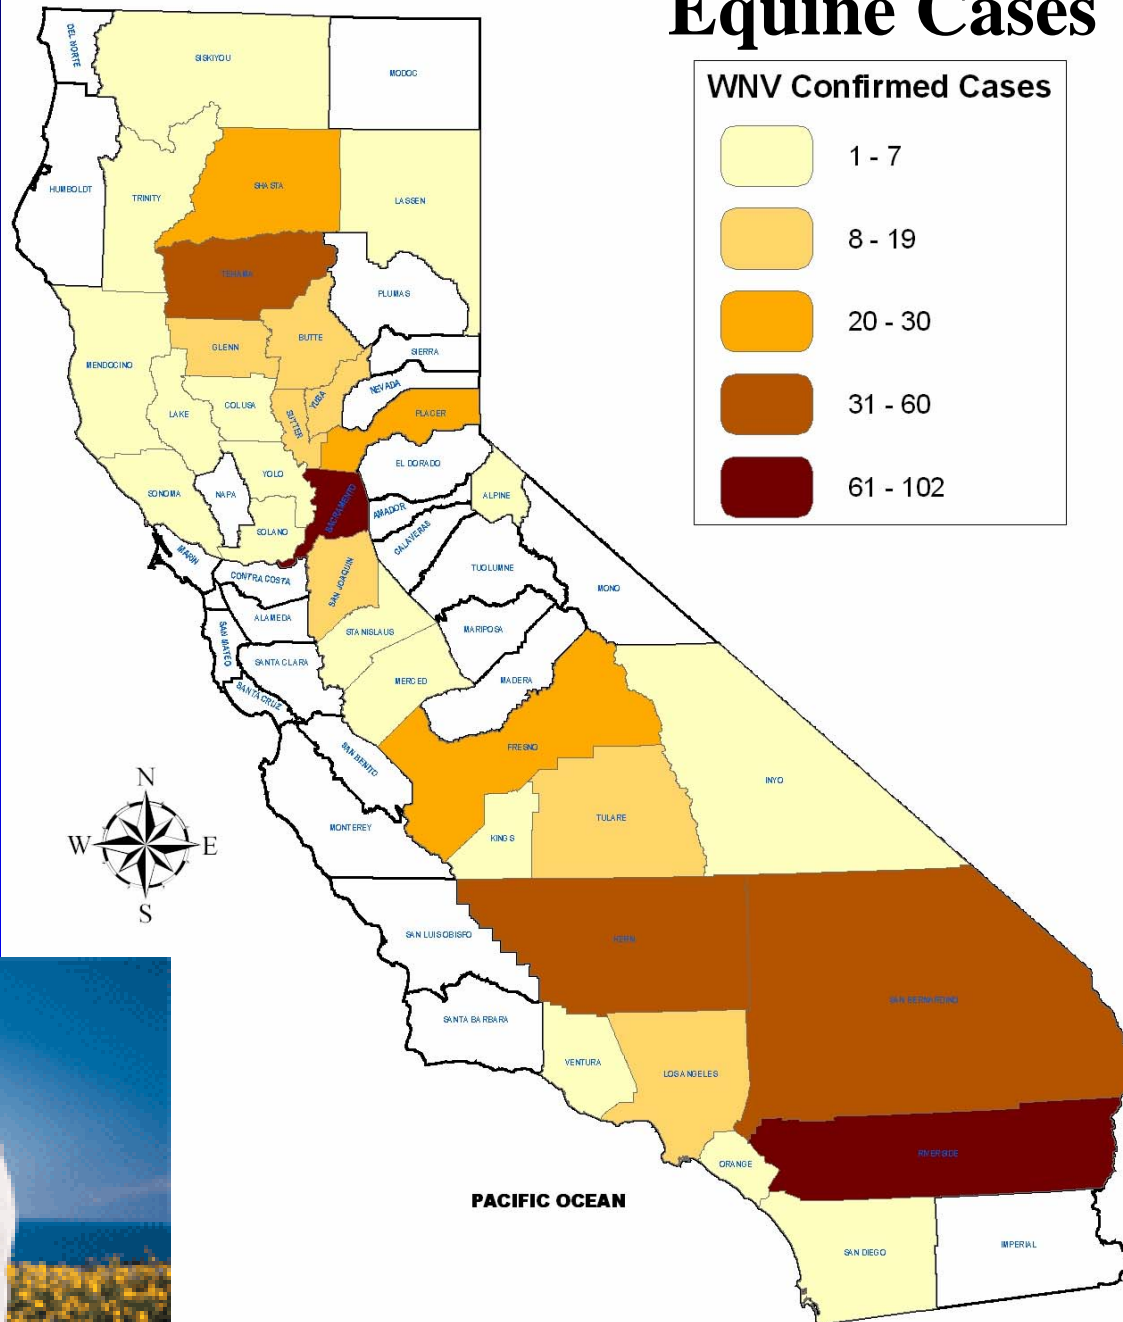 Equine Cases
WNV Confirmed Cases
1 - 7
8 - 19
20 - 30
31 - 60
61 - 102
DEL NORTE
SISKIYOU
MODOC
HUMBOLDT
TRINITY
SHASTA
LASSEN
TEHAMA
PLUMAS
MENDOCINO
GLENN
BUTTE
SIERRA
LAKE
COLUSA
SUTTER
YUBA
NEVADA
PLACER
SONOMA
NAPA
YOLO
EL DORADO
SOLANO
SACRAMENTO
AMADOR
ALPINE
MARIN
CONTRA COSTA
SAN JOAQUIN
CALAVERAS
TUOLUMNE
MONO
ALAMEDA
SAN MATEO
SANTA CLARA
STANISLAUS
MARIPOSA
SANTA CRUZ
MERCED
MADERA
SAN BENITO
FRESNO
INYO
MONTEREY
KINGS
TULARE
N
W
E
S
SAN LUIS OBISPO
KERN
SAN BERNARDINO
SANTA BARBARA
VENTURA
LOS ANGELES
ORANGE
RIVERSIDE
PACIFIC OCEAN
SAN DIEGO
IMPERIAL